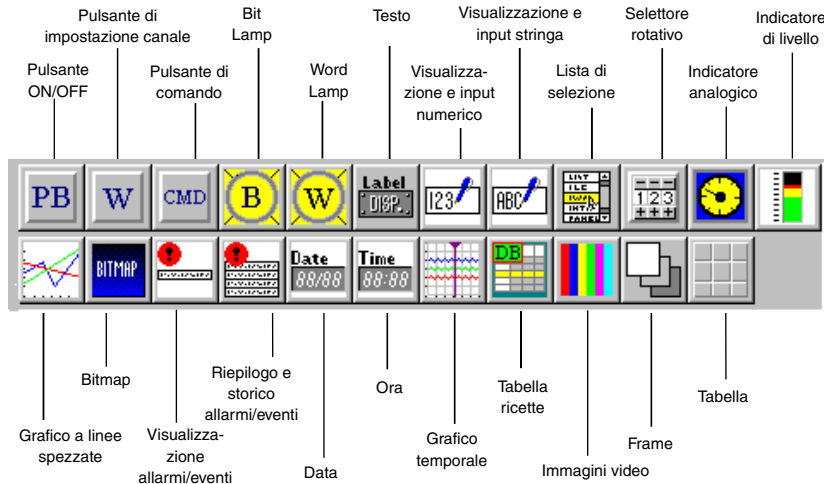 Pulsante di
impostazione canale
Bit
Lamp
Testo
Visualizzazione e
input stringa
Selettore
rotativo
Indicatore
di livello
Pulsante
ON/OFF
Pulsante di
comando
Word
Lamp
Visualizza-
zione e input
numerico
Lista di
selezione
Indicatore
analogico
PB
W
CMD
B
W
Label
DISP.
123
ABC
LIST
123
BITMAP
Date
88/88
Time
88:88
DB
Bitmap
Riepilogo e
storico
allarmi/eventi
Ora
Tabella
ricette
Tabella
Grafico a linee
spezzate
Visualizza-
zione
allarmi/eventi
Data
Grafico
temporale
Immagini video
Frame